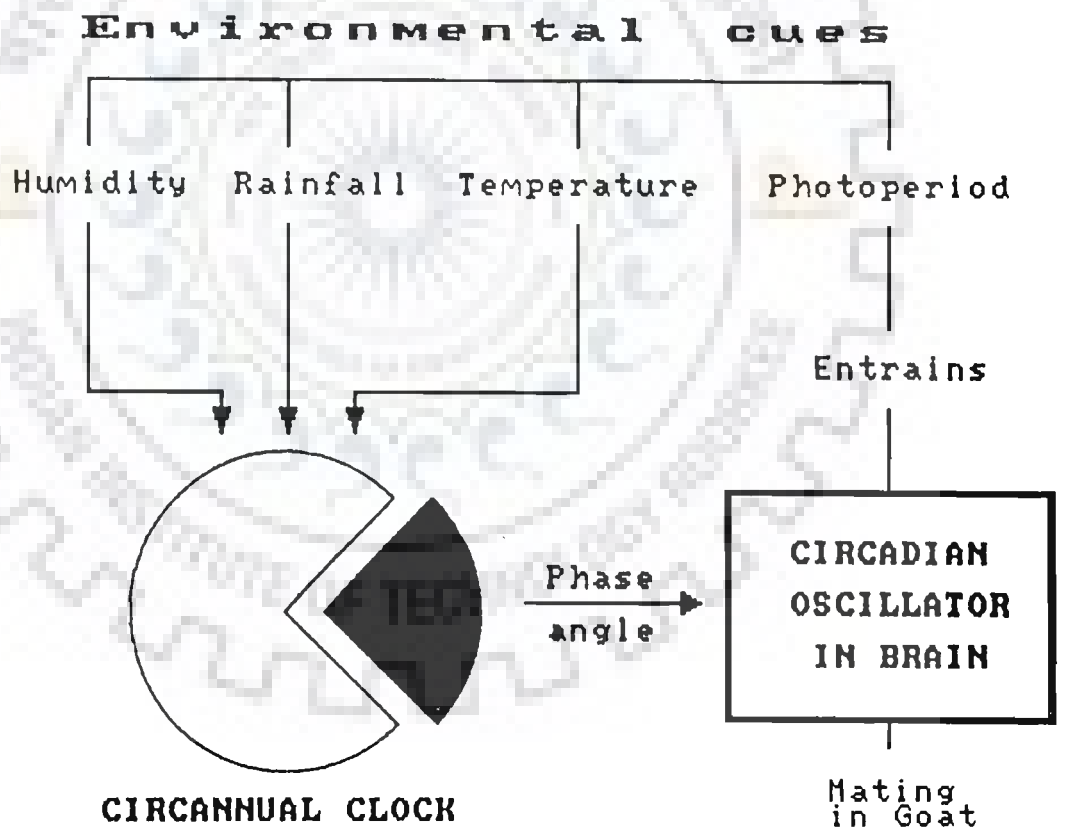 Environmental cues
Humidity Rainfall Temperature Photoperiod
Entrains
Phase
angle
CIRCADIAN
OSCILLATOR
IN BRAIN
CIRCANNUAL CLOCK
Mating
in Goat